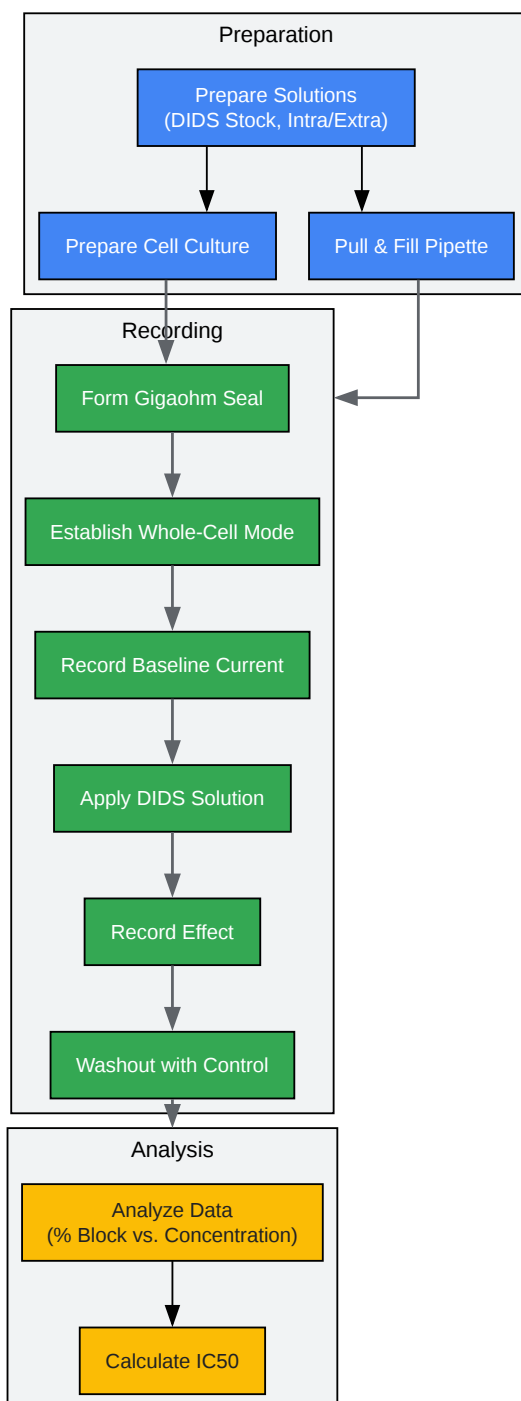 Preparation
Prepare Solutions
(DIDS Stock, Intra/Extra)
Prepare Cell Culture
Pull & Fill Pipette
Recording
Form Gigaohm Seal
Establish Whole-Cell Mode
Record Baseline Current
Apply DIDS Solution
Record Effect
Washout with Control
Analysis
Analyze Data
(% Block vs. Concentration)
Calculate IC50